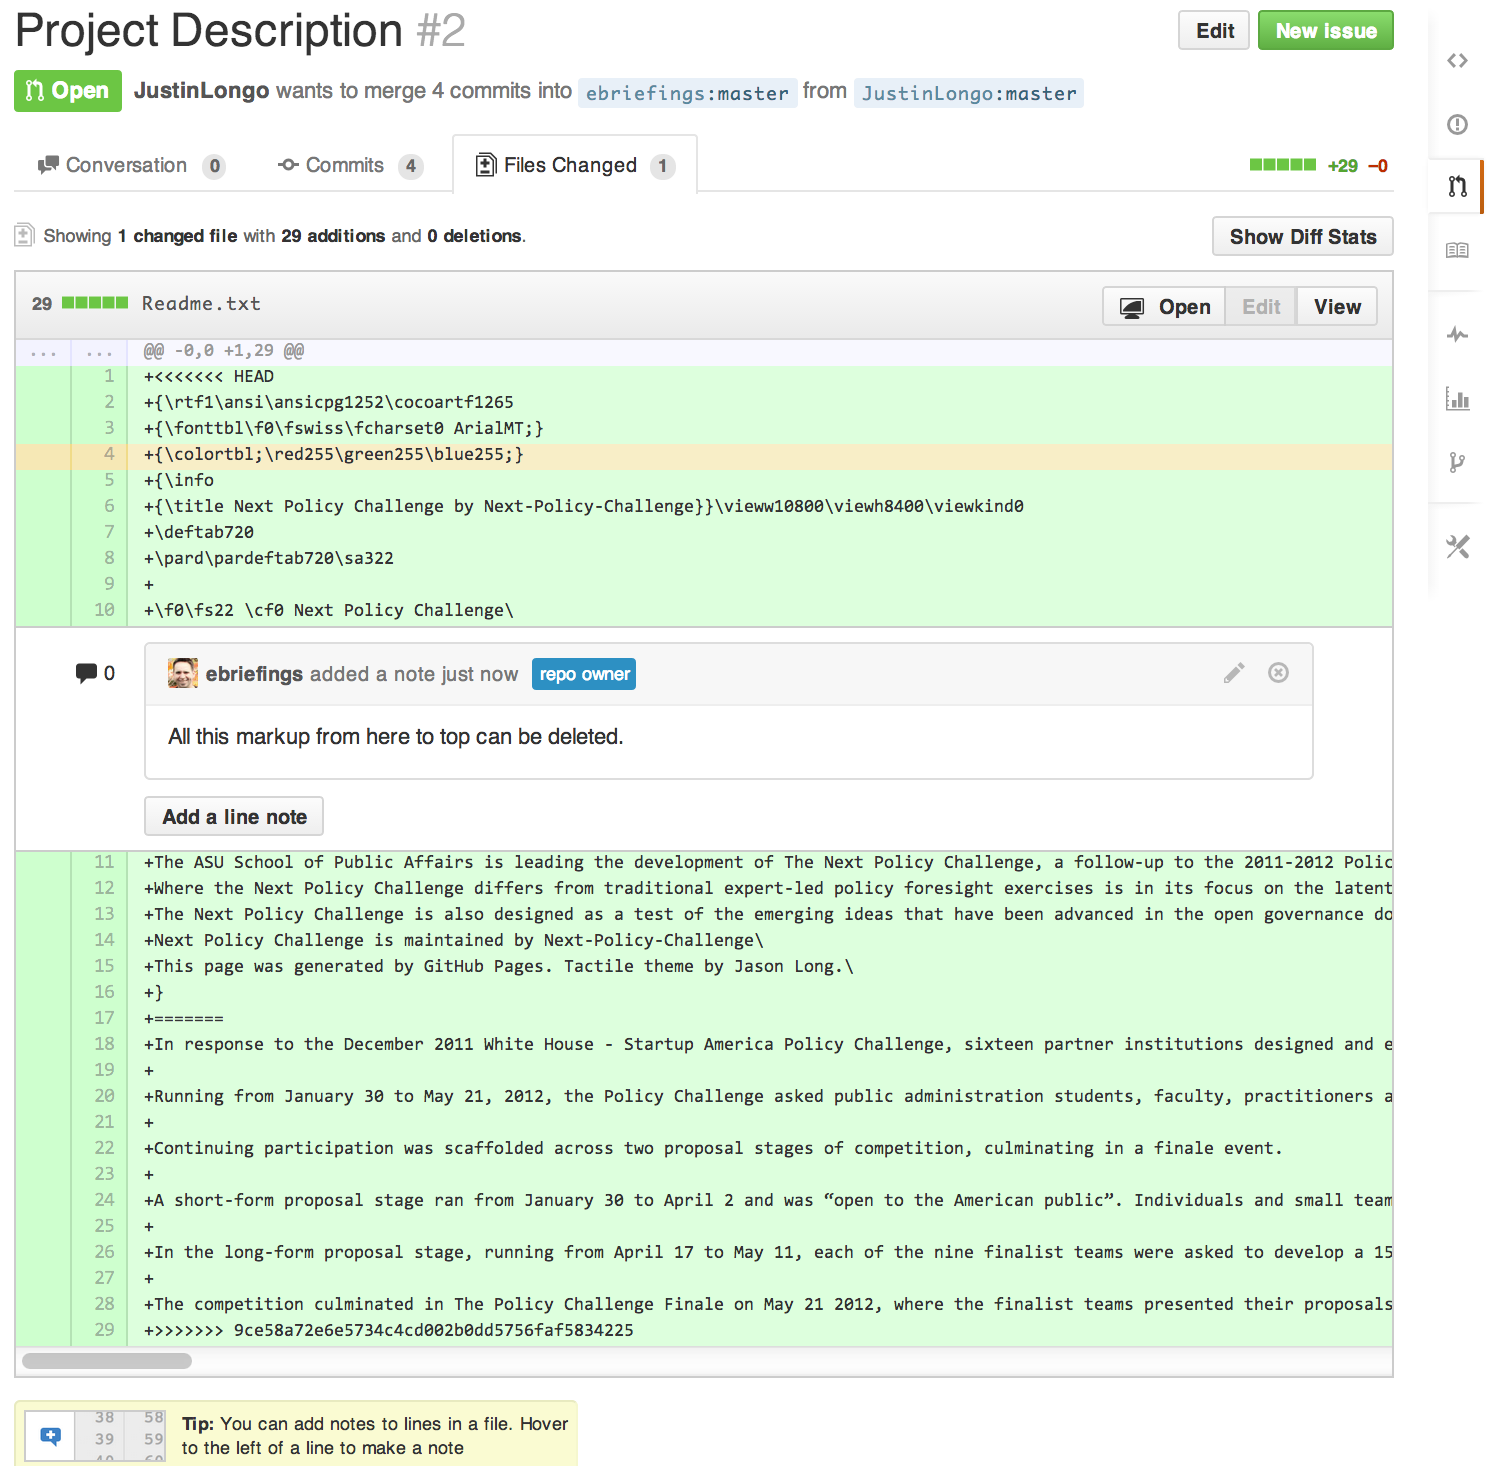 Project Description #2
Edit
New issue
Open JustinLongo wants to merge 4 commits into ebriefings:master from JustinLongo:master
Conversation 0
Commits 4
Files Changed 1
+29 −0
Showing 1 changed file with 29 additions and 0 deletions.
Show Diff Stats
29 Readme.txt
Open
Edit
View
... ... @@ -0,0 +1,29 @@
1 +<<<<<<< HEAD
2 +{\rtf1\ansi\ansicpg1252\cocoartf1265
3 +{\fonttbl\f0\fswiss\fcharset0 ArialMT;}
4 +{\colortbl;\red255\green255\blue255;}
5 +{\info
6 +{\title Next Policy Challenge by Next-Policy-Challenge}}\vieww10800\viewh8400\viewkind0
7 +\deftab720
8 +\pard\pardeftab720\sa322
9 +
10 +\f0\fs22 \cf0 Next Policy Challenge\
0
ebriefings added a note just now repo owner
All this markup from here to top can be deleted.
Add a line note
11 +The ASU School of Public Affairs is leading the development of The Next Policy Challenge, a follow-up to the 2011-2012 Polic
12 +Where the Next Policy Challenge differs from traditional expert-led policy foresight exercises is in its focus on the latent
13 +The Next Policy Challenge is also designed as a test of the emerging ideas that have been advanced in the open governance do
14 +Next Policy Challenge is maintained by Next-Policy-Challenge\
15 +This page was generated by GitHub Pages. Tactile theme by Jason Long.\
16 +}
17 +=======
18 +In response to the December 2011 White House - Startup America Policy Challenge, sixteen partner institutions designed and e
19 +
20 +Running from January 30 to May 21, 2012, the Policy Challenge asked public administration students, faculty, practitioners a
21 +
22 +Continuing participation was scaffolded across two proposal stages of competition, culminating in a finale event.
23 +
24 +A short-form proposal stage ran from January 30 to April 2 and was “open to the American public”. Individuals and small team
25 +
26 +In the long-form proposal stage, running from April 17 to May 11, each of the nine finalist teams were asked to develop a 15
27 +
28 +The competition culminated in The Policy Challenge Finale on May 21 2012, where the finalist teams presented their proposals
29 +>>>>>>> 9ce58a72e6e5734c4cd002b0dd5756faf5834225
38 58
39 59
40 60
Tip: You can add notes to lines in a file. Hover
to the left of a line to make a note